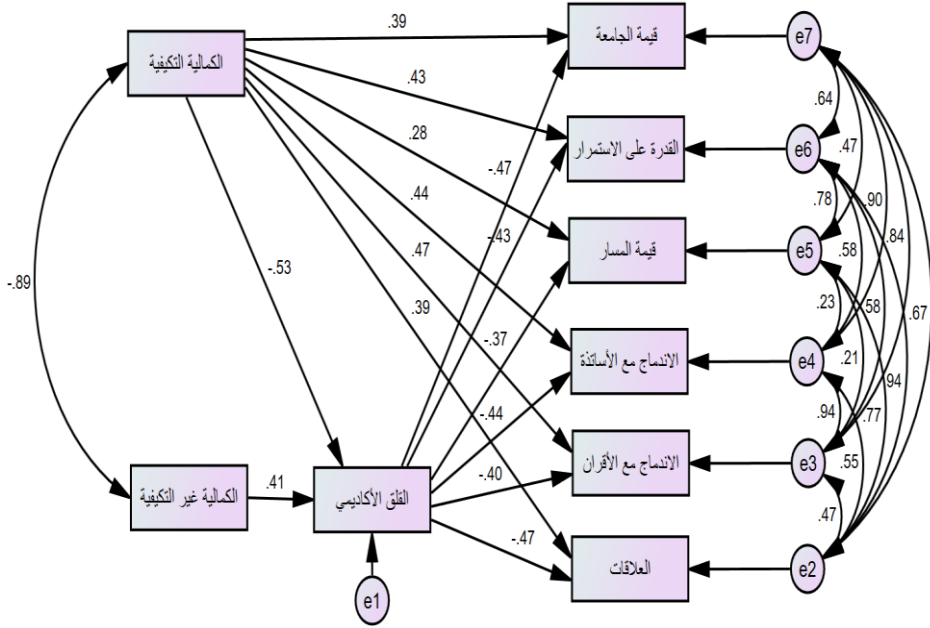 .39
قيمة الجامعة
e7
الكمالية التكيفية
.43
.64
.28
القدرة على الاستمرار
e6
.47
-.47
.44
.78
.90
-.43
.47
قيمة المسار
e5
.58
.84
-.53
-.89
.39
.23
.58
.67
-.37
الاندماج مع الأساتذة
e4
.21
.94
-.44
.94
.77
الاندماج مع الأقران
e3
.55
-.40
الكمالية غير التكيفية
.41
القلق الأكاديمي
.47
-.47
العلاقات
e2
e1